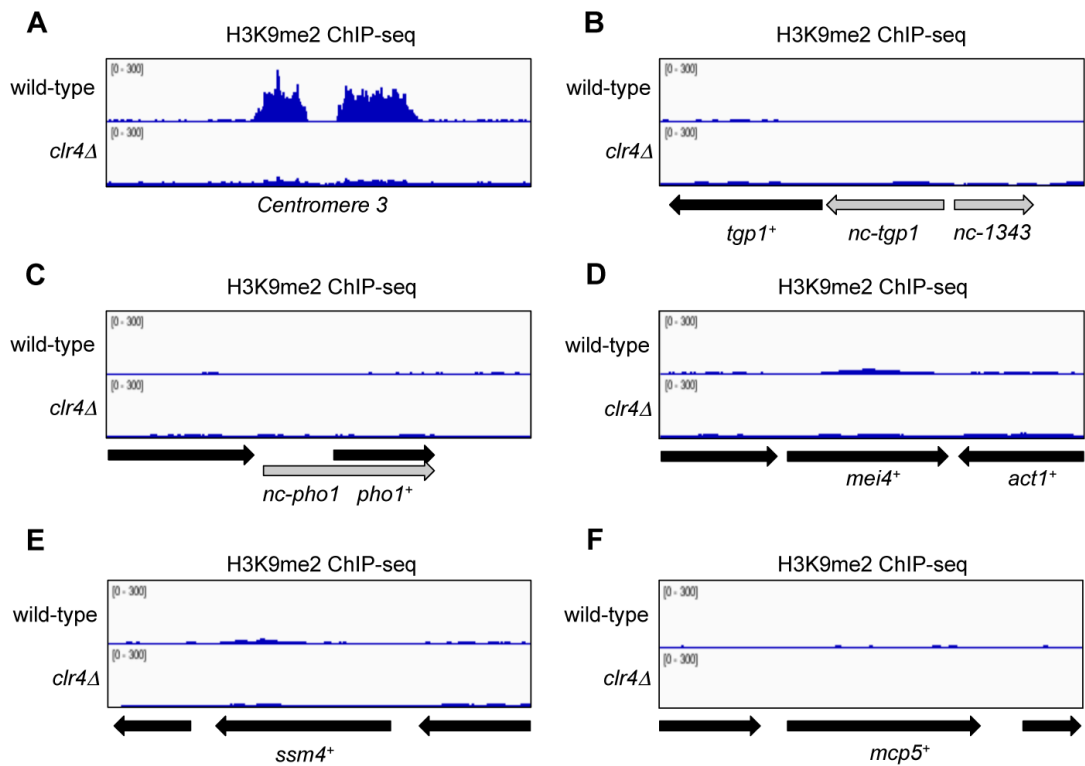 A
H3K9me2 ChIP-seq
wild-type
[0 - 300]
clr4Δ
[0 - 300]
Centromere 3
B
H3K9me2 ChIP-seq
wild-type
[0 - 300]
clr4Δ
[0 - 300]
tgp1⁺ nc-tgp1 nc-1343
C
H3K9me2 ChIP-seq
wild-type
[0 - 300]
clr4Δ
[0 - 300]
nc-pho1 pho1⁺
D
H3K9me2 ChIP-seq
wild-type
[0 - 300]
clr4Δ
[0 - 300]
mei4⁺ act1⁺
E
H3K9me2 ChIP-seq
wild-type
[0 - 300]
clr4Δ
[0 - 300]
ssm4⁺
F
H3K9me2 ChIP-seq
wild-type
[0 - 300]
clr4Δ
[0 - 300]
mcp5⁺